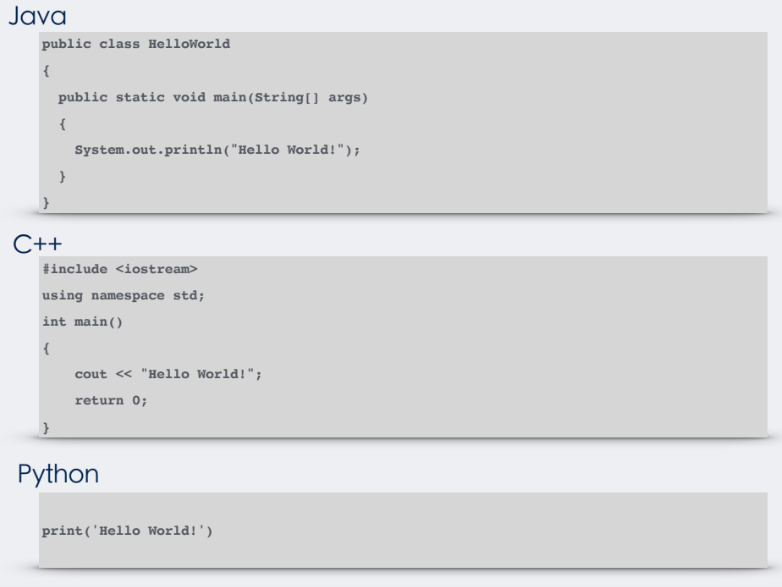 Java
public class HelloWorld
{
  public static void main(String[] args)
  {
    System.out.println("Hello World!");
  }
}
C++
#include <iostream>
using namespace std;
int main()
{
    cout << "Hello World!";
    return 0;
}
Python
print('Hello World!')